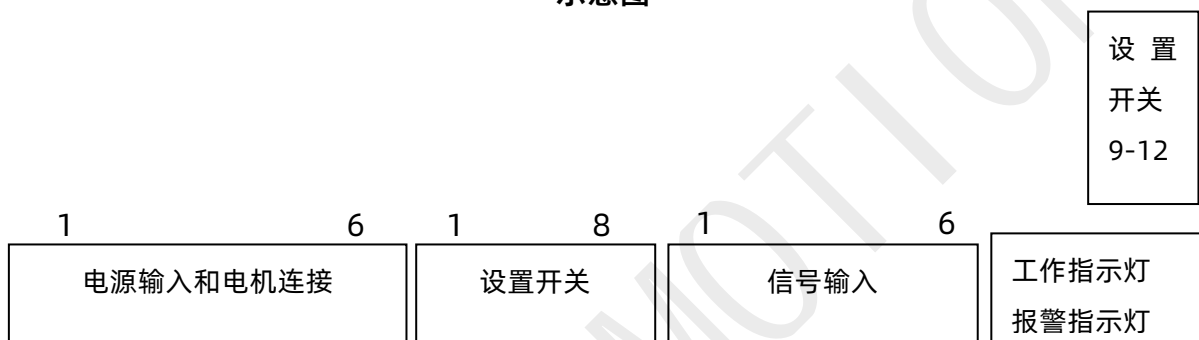 设 置
开关
9-12
1 6 1 8 1 6
电源输入和电机连接 设置开关 信号输入 工作指示灯
报警指示灯